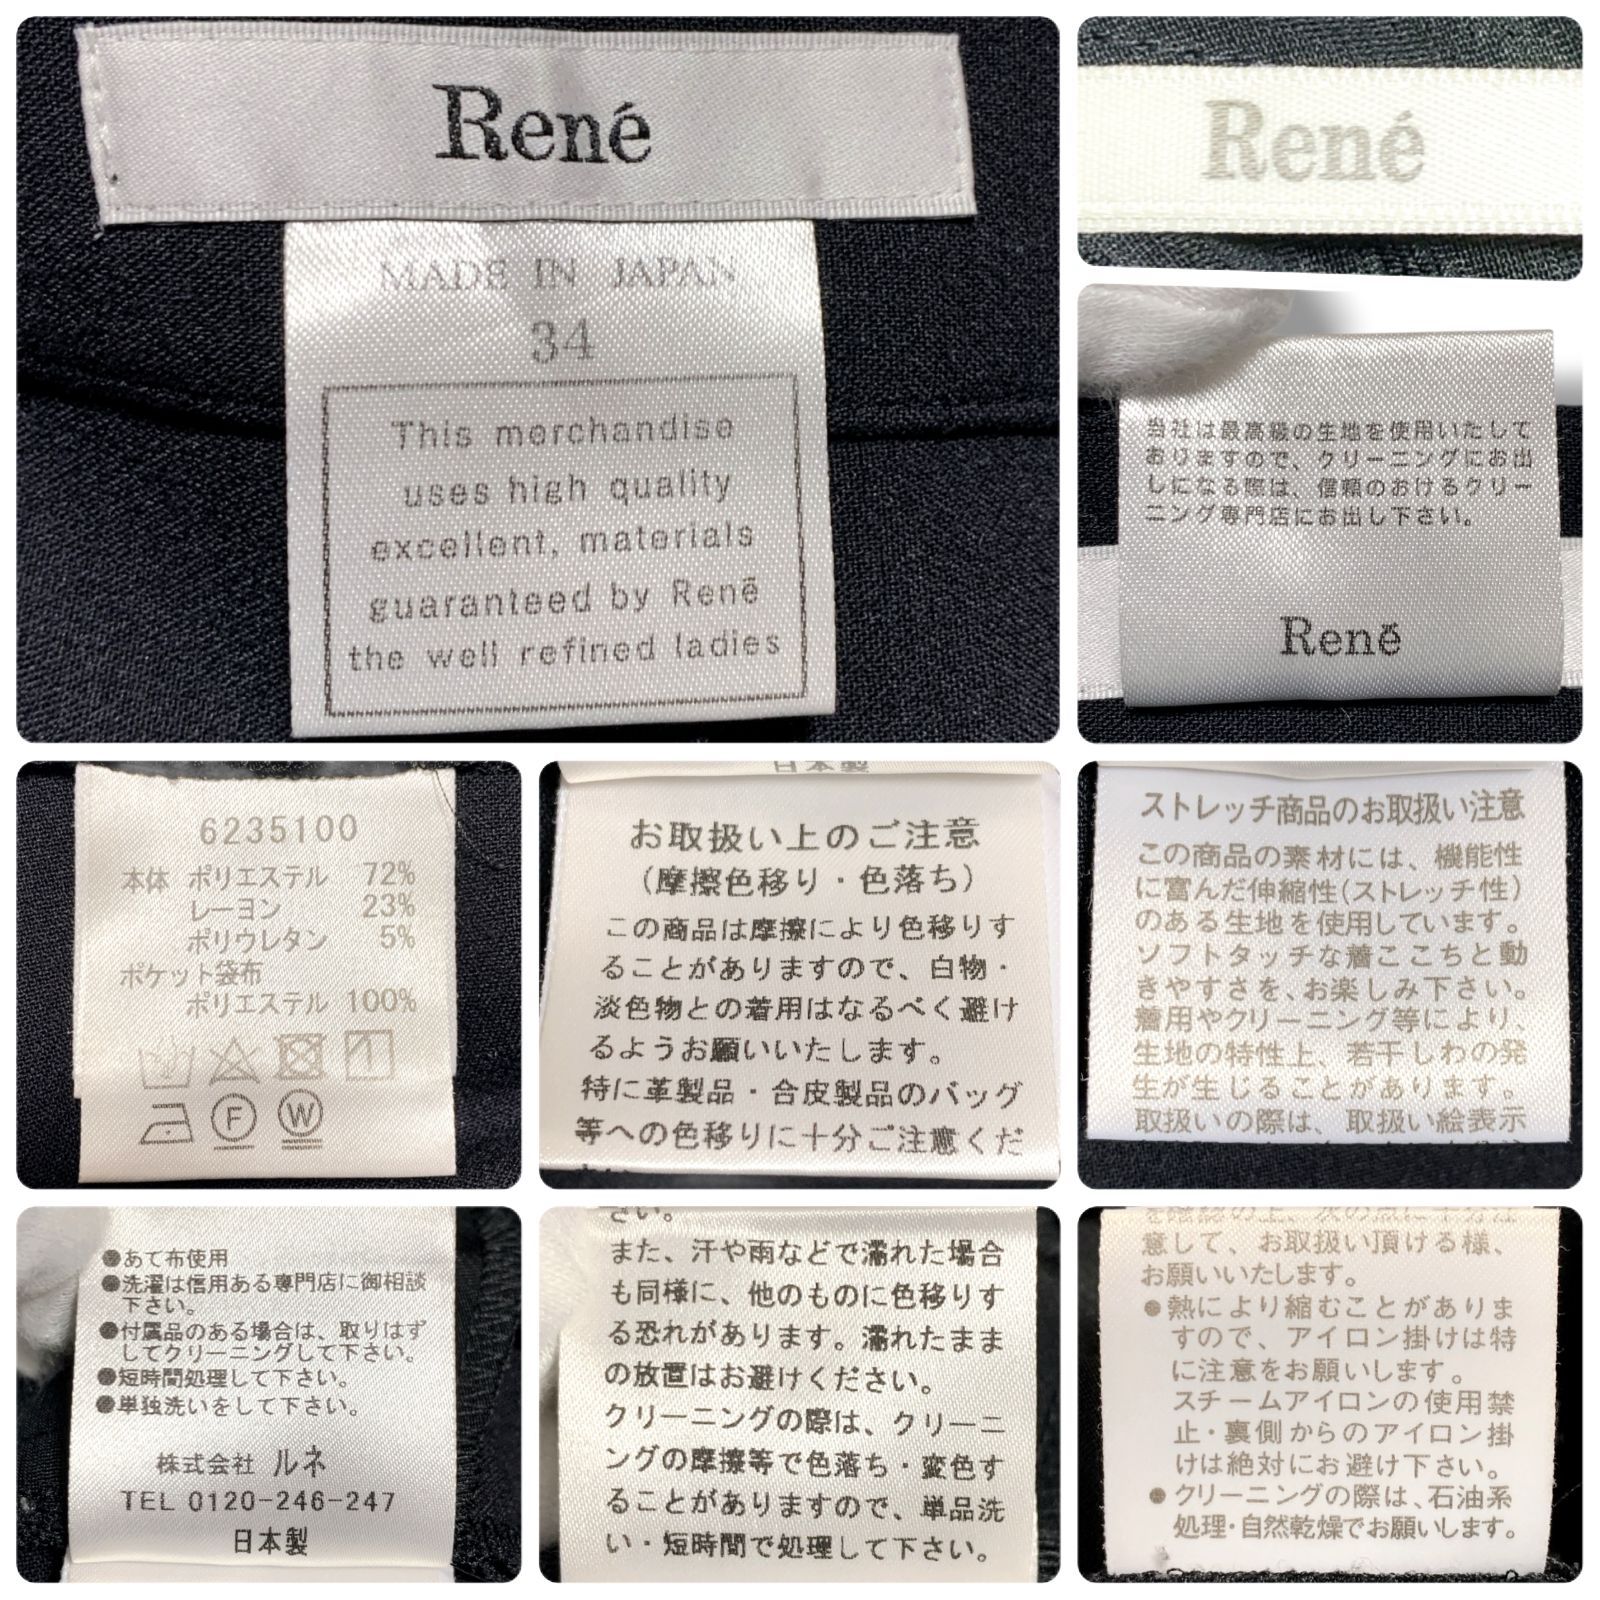 René
MADE IN JAPAN
34
This merchandise
uses high quality
excellent, materials
guaranteed by Renē
the well refined ladies
René
当社は最高級の生地を使用いたして
おりますので、クリーニングにお出
しになる際は、信頼のおけるクリー
ニング専門店にお出し下さい。
Renē
6235100
本体 ポリエステル 72%
レーヨン 23%
ポリウレタン 5%
ポケット袋布
ポリエステル 100%
F W
日本製
お取扱い上のご注意
(摩擦色移り・色落ち)
この商品は摩擦により色移りす
ることがありますので、白物・
淡色物との着用はなるべく避け
るようお願いいたします。
特に革製品・合皮製品のバッグ
等への色移りに十分ご注意くだ
ストレッチ商品のお取扱い注意
この商品の素材には、機能性
に富んだ伸縮性(ストレッチ性)
のある生地を使用しています。
ソフトタッチな着ここちと動
きやすさを、お楽しみ下さい。
着用やクリーニング等により、
生地の特性上、若干しわの発
生が生じることがあります。
取扱いの際は、取扱い絵表示
●あて布使用
●洗濯は信用ある専門店に御相談
下さい。
●付属品のある場合は、取りはず
してクリーニングして下さい。
●短時間処理して下さい。
●単独洗いをして下さい。
株式会社 ルネ
TEL 0120-246-247
日本製
さい。
また、汗や雨などで濡れた場合
も同様に、他のものに色移りす
る恐れがあります。濡れたまま
の放置はお避けください。
クリーニングの際は、クリーニ
ングの摩擦等で色落ち・変色す
ることがありますので、単品洗
い・短時間で処理して下さい。
意して、お取扱い頂ける様、
お願いいたします。
●熱により縮むことがありま
すので、アイロン掛けは特
に注意をお願いします。
スチームアイロンの使用禁
止・裏側からのアイロン掛
けは絶対にお避け下さい。
●クリーニングの際は、石油系
処理・自然乾燥でお願いします。